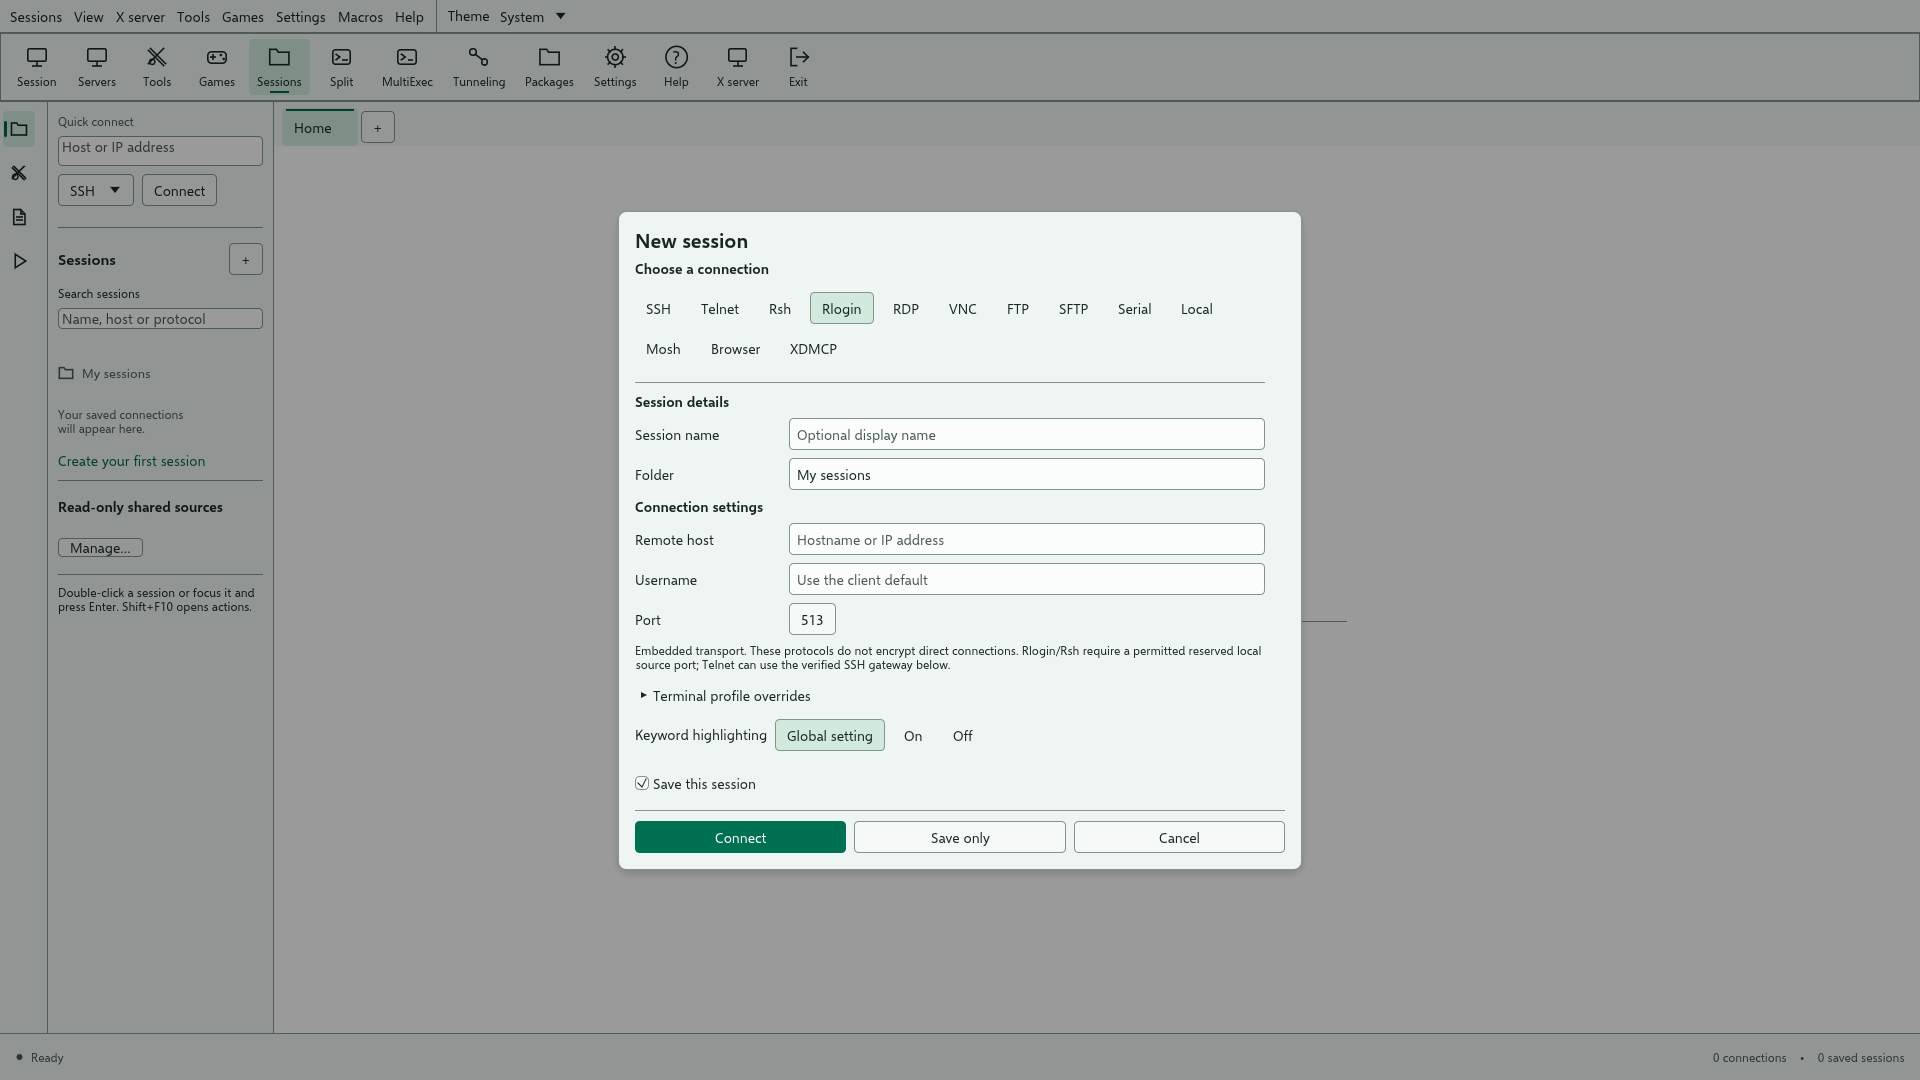 Sessions View X server Tools Games Settings Macros Help Theme System
Session Servers Tools Games Sessions Split MultiExec Tunneling Packages Settings Help X server Exit
Quick connect
Host or IP address
SSH Connect
Sessions +
Search sessions
Name, host or protocol
My sessions
Your saved connections
will appear here.
Create your first session
Read-only shared sources
Manage...
Double-click a session or focus it and
press Enter. Shift+F10 opens actions.
Home +
New session
Choose a connection
SSH Telnet Rsh Rlogin RDP VNC FTP SFTP Serial Local
Mosh Browser XDMCP
Session details
Session name Optional display name
Folder My sessions
Connection settings
Remote host Hostname or IP address
Username Use the client default
Port 513
Embedded transport. These protocols do not encrypt direct connections. Rlogin/Rsh require a permitted reserved local
source port; Telnet can use the verified SSH gateway below.
Terminal profile overrides
Keyword highlighting Global setting On Off
Save this session
Connect Save only Cancel
Ready 0 connections • 0 saved sessions